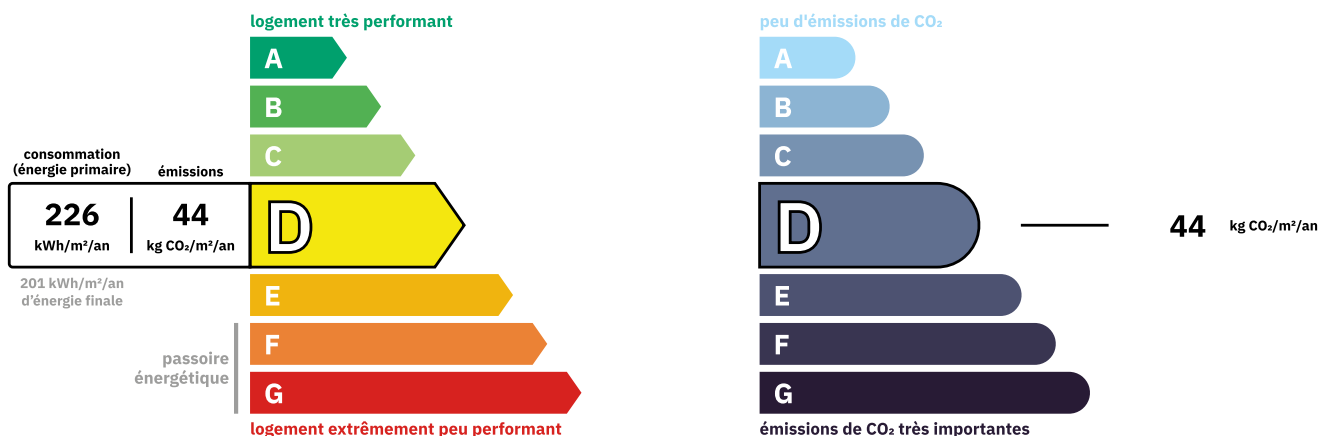 logement très performant
A
B
C
consommation
(énergie primaire)
émissions
226
kWh/m²/an
44
kg CO₂/m²/an
D
201 kWh/m²/an
d'énergie finale
E
passoire
énergétique
F
G
logement extrêmement peu performant
peu d'émissions de CO₂
A
B
C
D
44 kg CO₂/m²/an
E
F
G
émissions de CO₂ très importantes